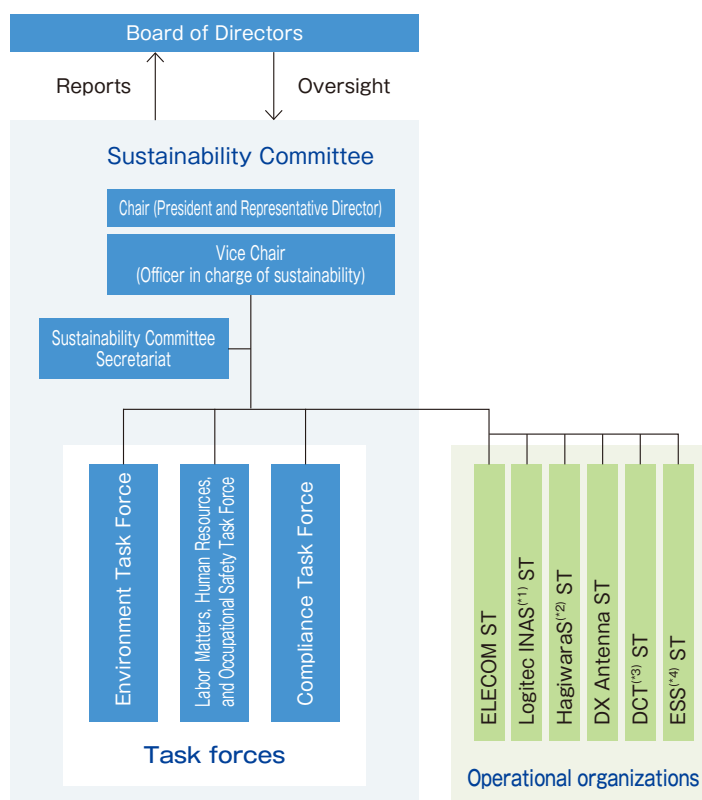 Board of Directors
Reports
Oversight
Sustainability Committee
Chair (President and Representative Director)
Vice Chair
(Officer in charge of sustainability)
Sustainability Committee
Secretariat
Environment Task Force
Labor Matters, Human Resources,
and Occupational Safety Task Force
Compliance Task Force
Task forces
ELECOM ST
Logitec INAS(*1) ST
HagiwaraS(*2) ST
DX Antenna ST
DCT(*3) ST
ESS(*4) ST
Operational organizations